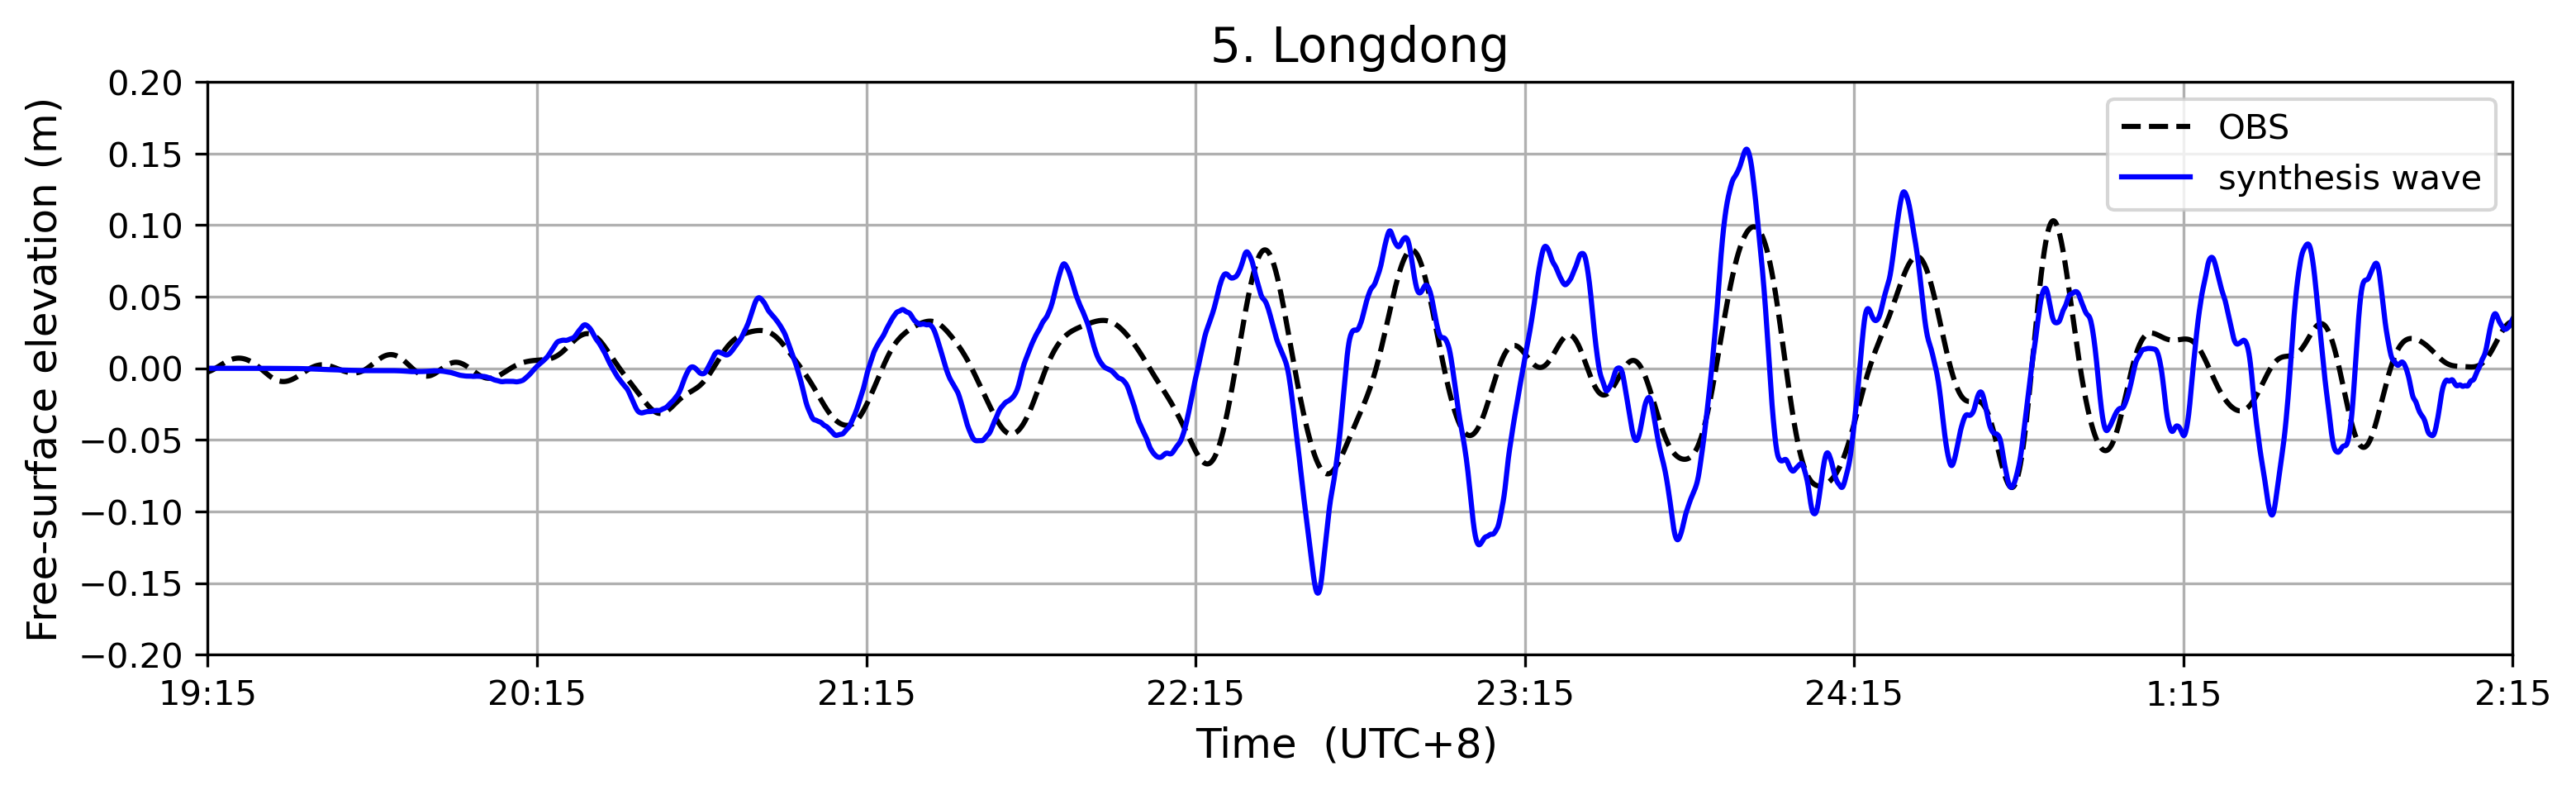 5. Longdong
Free-surface elevation (m)
0.20
0.15
0.10
0.05
0.00
−0.05
−0.10
−0.15
−0.20
OBS
synthesis wave
19:15 20:15 21:15 22:15 23:15 24:15 1:15 2:15
Time  (UTC+8)